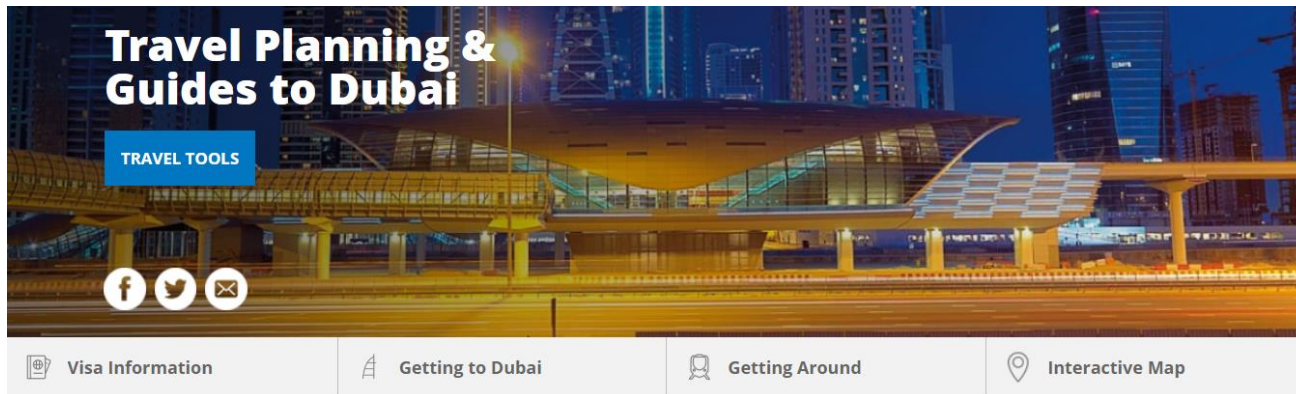 Travel Planning &
Guides to Dubai
TRAVEL TOOLS
Visa Information
Getting to Dubai
Getting Around
Interactive Map